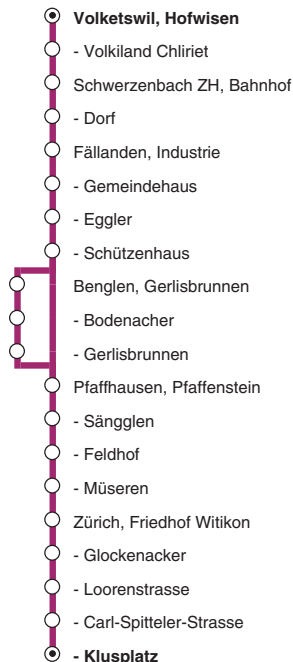 Volketswil, Hofwisen
- Volkiland Chliriet
Schwerzenbach ZH, Bahnhof
- Dorf
Fällanden, Industrie
- Gemeindehaus
- Eggler
- Schützenhaus
Benglen, Gerlisbrunnen
- Bodenacher
- Gerlisbrunnen
Pfaffhausen, Pfaffenstein
- Sängglen
- Feldhof
- Müseren
Zürich, Friedhof Witikon
- Glockenacker
- Loorenstrasse
- Carl-Spitteler-Strasse
- Klusplatz